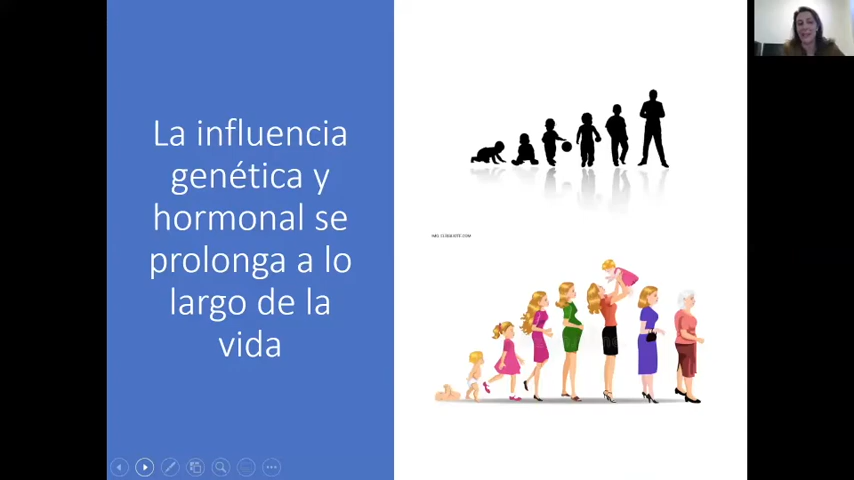 La influencia
genética y
hormonal se
prolonga a lo
largo de la
vida